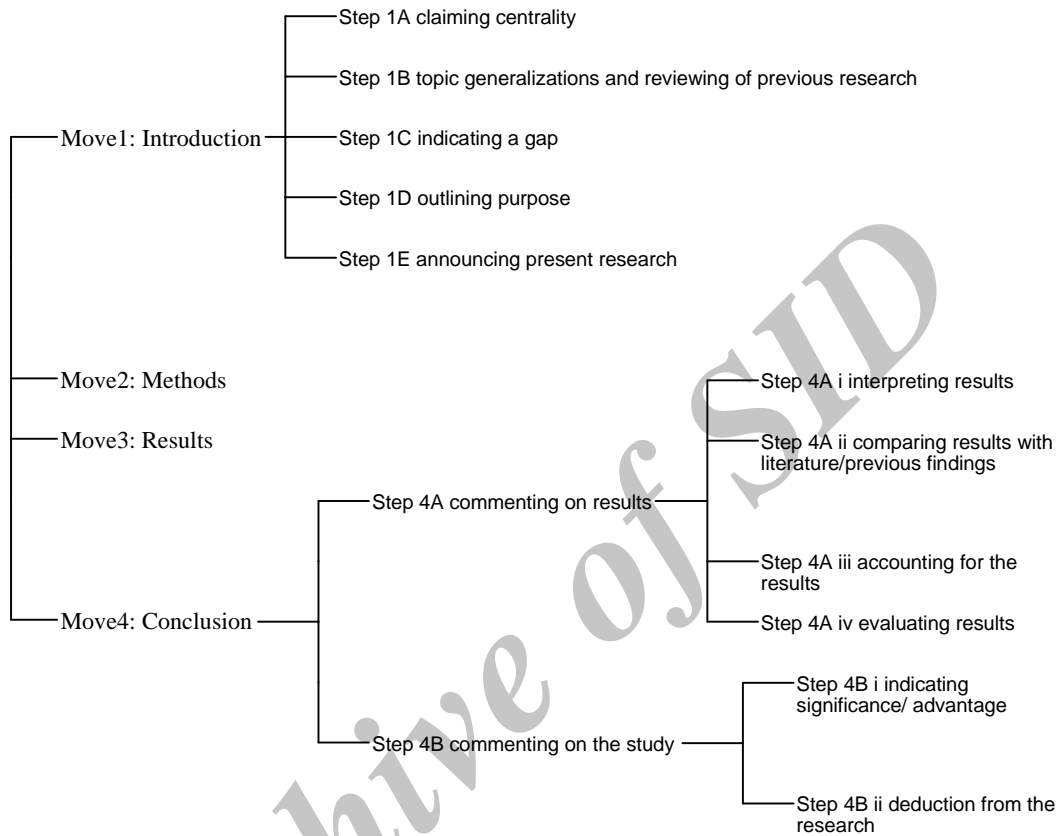 Step 1A claiming centrality
Step 1B topic generalizations and reviewing of previous research
Move1: Introduction
Step 1C indicating a gap
Step 1D outlining purpose
Step 1E announcing present research
Move2: Methods
Move3: Results
Move4: Conclusion
Step 4A commenting on results
Step 4A i interpreting results
Step 4A ii comparing results with
literature/previous findings
Step 4A iii accounting for the
results
Step 4A iv evaluating results
Step 4B commenting on the study
Step 4B i indicating
significance/ advantage
Step 4B ii deduction from the
research
hive of SID